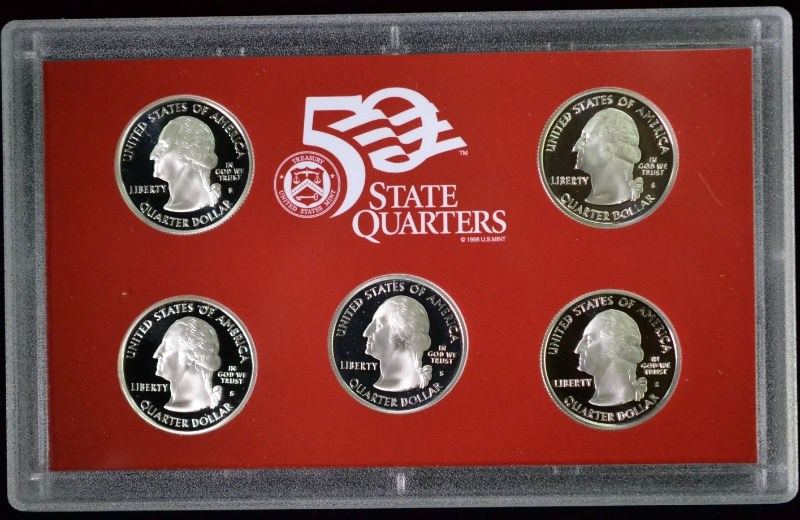 UNITED STATES OF AMERICA
LIBERTY
IN
GOD WE
TRUST
S
QUARTER DOLLAR
50
TM
TREASURY
UNITED STATES MINT
STATE
QUARTERS
© 1998 U.S. MINT
UNITED STATES OF AMERICA
LIBERTY
IN
GOD WE
TRUST
S
QUARTER DOLLAR
UNITED STATES OF AMERICA
LIBERTY
IN
GOD WE
TRUST
S
QUARTER DOLLAR
UNITED STATES OF AMERICA
LIBERTY
IN
GOD WE
TRUST
S
QUARTER DOLLAR
UNITED STATES OF AMERICA
LIBERTY
IN
GOD WE
TRUST
S
QUARTER DOLLAR